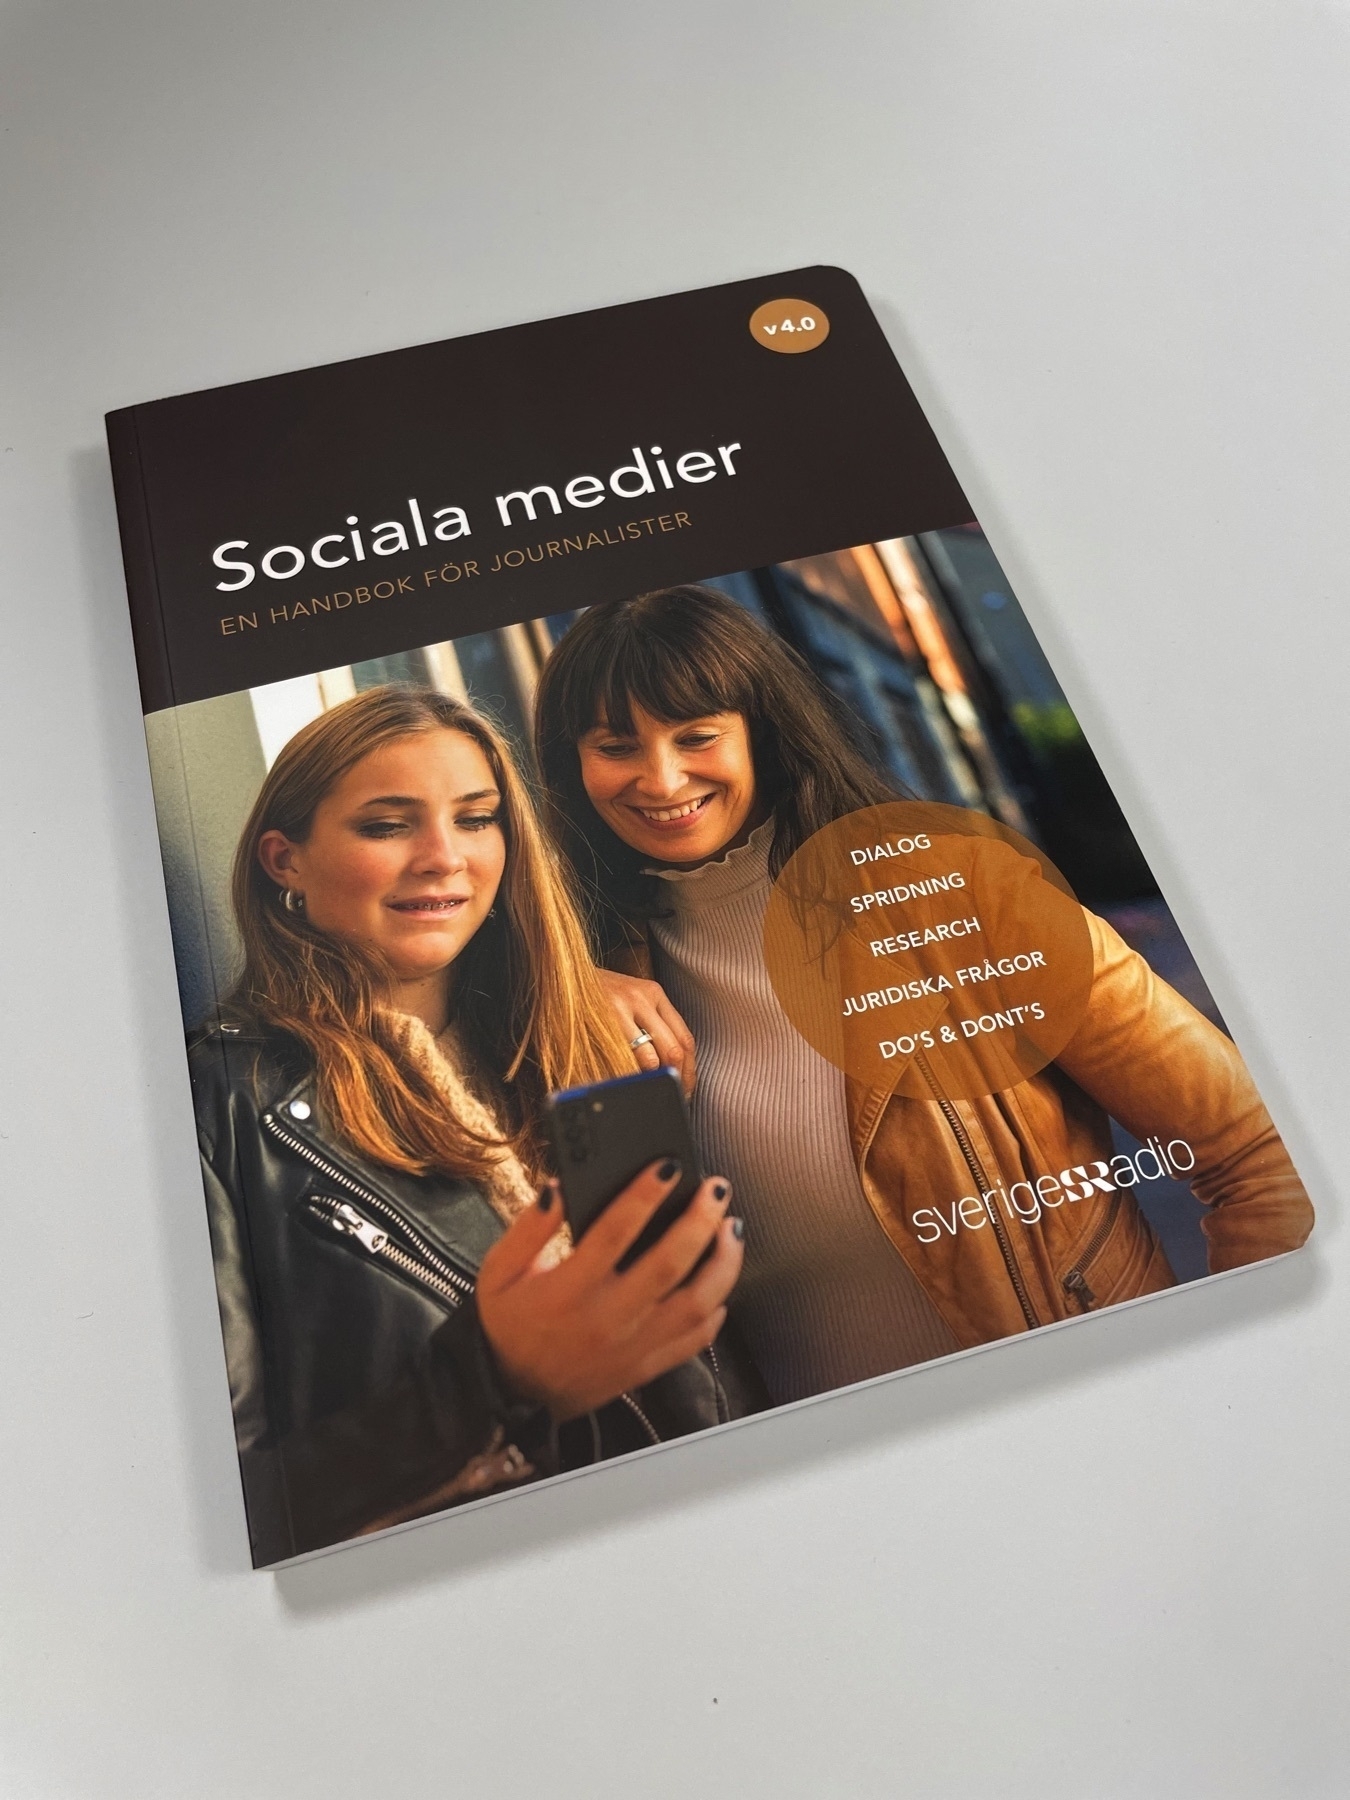 v4.0
Sociala medier
EN HANDBOK FÖR JOURNALISTER
DIALOG
SPRIDNING
RESEARCH
JURIDISKA FRÅGOR
DO'S & DONT'S
sverigeSRadio